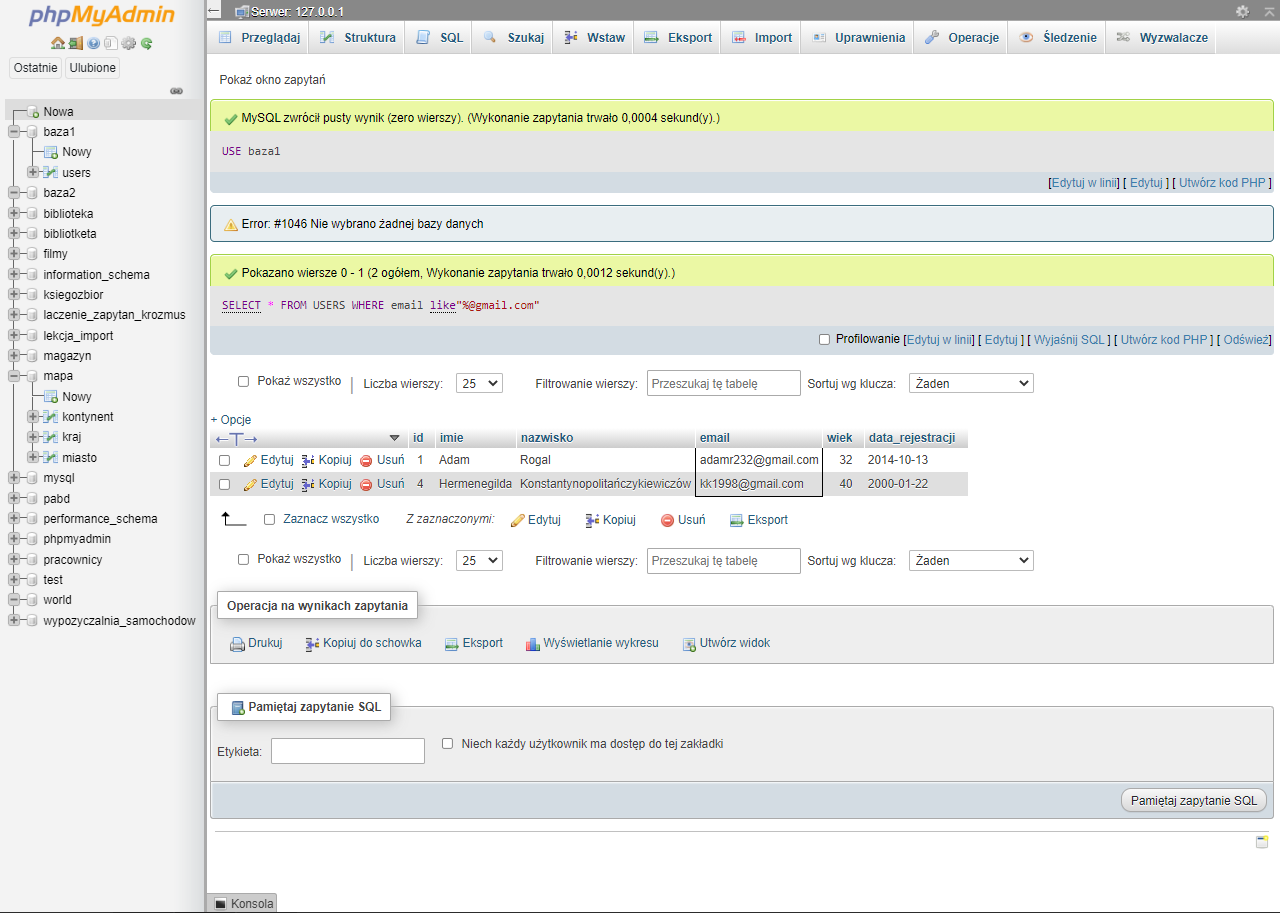 phpMyAdmin
Ostatnie Ulubione
Nowa
baza1
Nowy
users
baza2
biblioteka
bibliotketa
filmy
information_schema
ksiegozbior
laczenie_zapytan_krozmus
lekcja_import
magazyn
mapa
Nowy
kontynent
kraj
miasto
mysql
pabd
performance_schema
phpmyadmin
pracownicy
test
world
wypozyczalnia_samochodow
Serwer: 127.0.0.1
Przeglądaj Struktura SQL Szukaj Wstaw Eksport Import Uprawnienia Operacje Śledzenie Wyzwalacze
Pokaż okno zapytań
MySQL zwrócił pusty wynik (zero wierszy). (Wykonanie zapytania trwało 0,0004 sekund(y).)
USE baza1
[Edytuj w linii] [ Edytuj ] [ Utwórz kod PHP ]
Error: #1046 Nie wybrano żadnej bazy danych
Pokazano wiersze 0 - 1 (2 ogółem, Wykonanie zapytania trwało 0,0012 sekund(y).)
SELECT * FROM USERS WHERE email like"%@gmail.com"
Profilowanie [Edytuj w linii] [ Edytuj ] [ Wyjaśnij SQL ] [ Utwórz kod PHP ] [ Odśwież]
Pokaż wszystko | Liczba wierszy: 25 Filtrowanie wierszy: Przeszukaj tę tabelę Sortuj wg klucza: Żaden
+ Opcje
←T→ id imie nazwisko email wiek data_rejestracji
Edytuj Kopiuj Usuń 1 Adam Rogal adamr232@gmail.com 32 2014-10-13
Edytuj Kopiuj Usuń 4 Hermenegilda Konstantynopolitańczykiewiczów kk1998@gmail.com 40 2000-01-22
Zaznacz wszystko Z zaznaczonymi: Edytuj Kopiuj Usuń Eksport
Pokaż wszystko | Liczba wierszy: 25 Filtrowanie wierszy: Przeszukaj tę tabelę Sortuj wg klucza: Żaden
Operacja na wynikach zapytania
Drukuj Kopiuj do schowka Eksport Wyświetlanie wykresu Utwórz widok
Pamiętaj zapytanie SQL
Etykieta: Niech każdy użytkownik ma dostęp do tej zakładki
Pamiętaj zapytanie SQL
Konsola